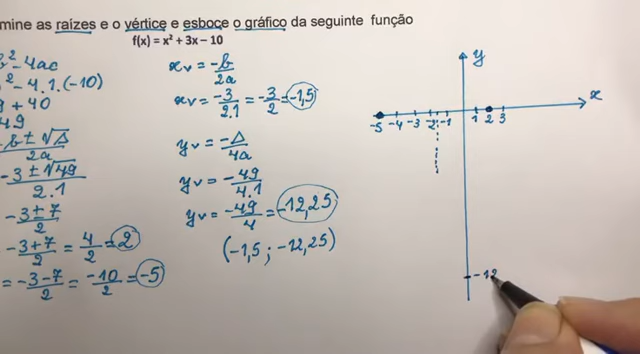 mine as raízes e o vértice e esboce o gráfico da seguinte função
f(x) = x² + 3x – 10
b² - 4ac
² - 4.1.(-10)
9 + 40
49
-b ± √Δ
2a
-3 ± √49
2.1
-3 ± 7
2
-3+7/2 = 4/2 = 2
= -3-7/2 = -10/2 = -5
xv = -b/2a
xv = -3/2.1 = -3/2 = -1,5
yv = -Δ/4a
yv = -49/4.1
yv = -49/4 = -12,25
(-1,5 ; -12,25)
y
x
-5 -4 -3 -2 -1 1 2 3
-12